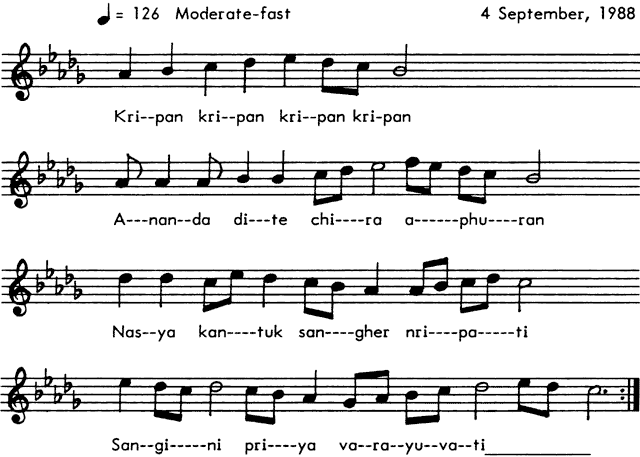 = 126 Moderate-fast 4 September, 1988
Kri--pan kri--pan kri--pan kri-pan
A---nan--da di---te chi----ra a------phu----ran
Nas--ya kan----tuk san----gher nri----pa-----ti
San--gi-----ni pri----ya va--ra--yu--va--ti____________